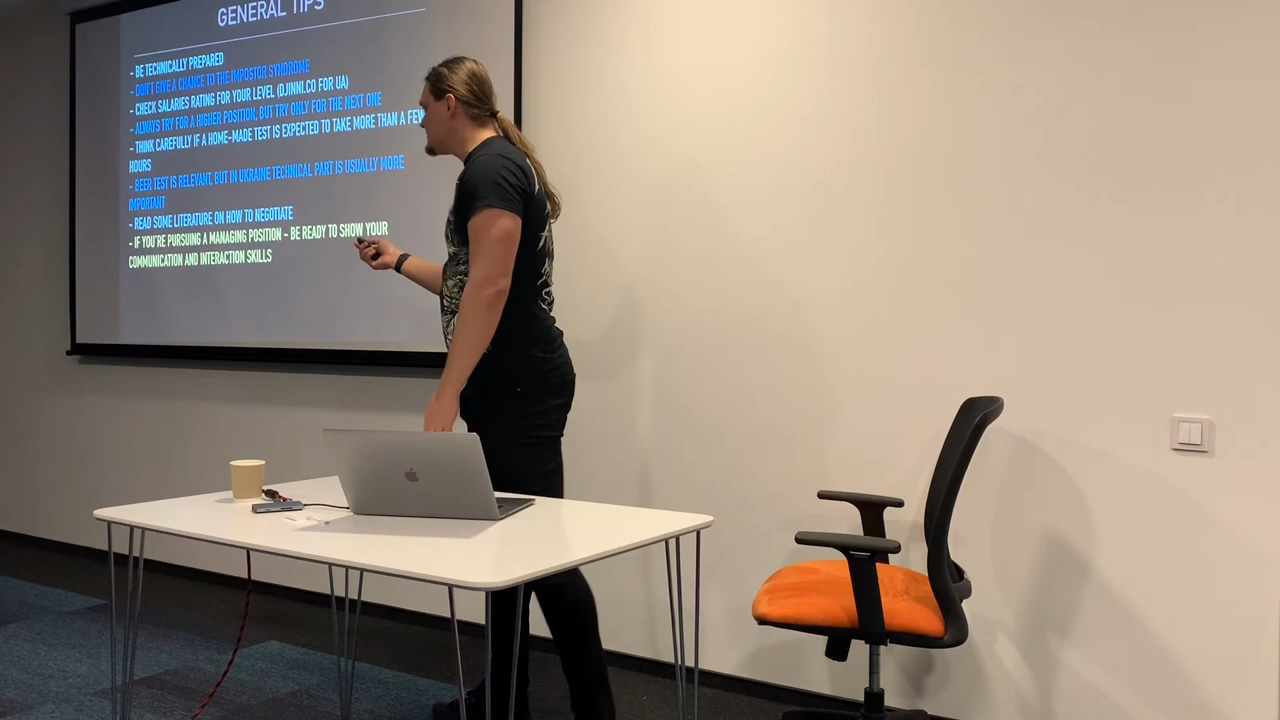 GENERAL TIPS
- BE TECHNICALLY PREPARED
- DON'T GIVE A CHANCE TO THE IMPOSTOR SYNDROME
- CHECK SALARIES RATING FOR YOUR LEVEL (DJINNI.CO FOR UA)
- ALWAYS TRY FOR A HIGHER POSITION, BUT TRY ONLY FOR THE NEXT ONE
- THINK CAREFULLY IF A HOME-MADE TEST IS EXPECTED TO TAKE MORE THAN A FEW
HOURS
- BEER TEST IS RELEVANT, BUT IN UKRAINE TECHNICAL PART IS USUALLY MORE
IMPORTANT
- READ SOME LITERATURE ON HOW TO NEGOTIATE
- IF YOU'RE PURSUING A MANAGING POSITION - BE READY TO SHOW YOUR
COMMUNICATION AND INTERACTION SKILLS